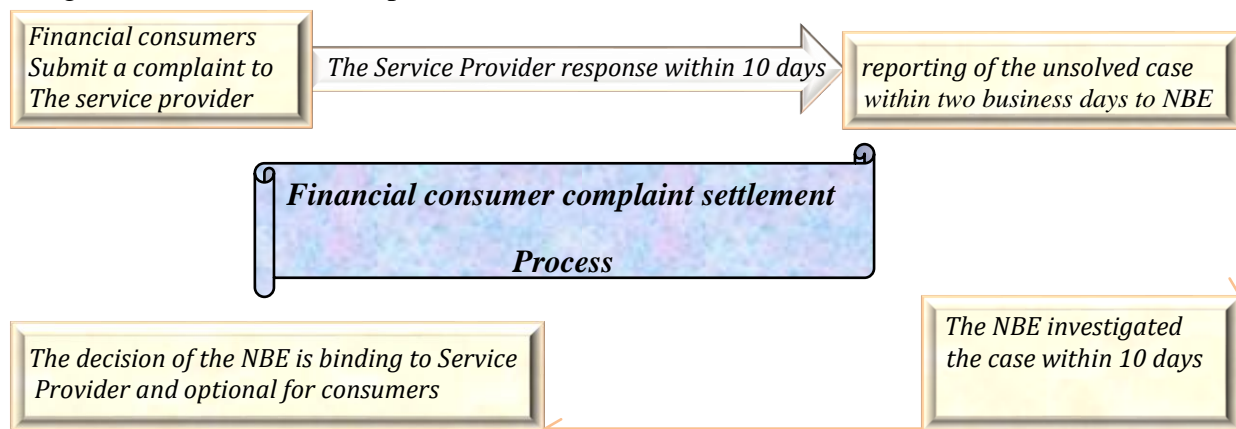 Financial consumers
Submit a complaint to
The service provider
The Service Provider response within 10 days
reporting of the unsolved case
within two business days to NBE
Financial consumer complaint settlement
Process
The NBE investigated
the case within 10 days
The decision of the NBE is binding to Service
Provider and optional for consumers